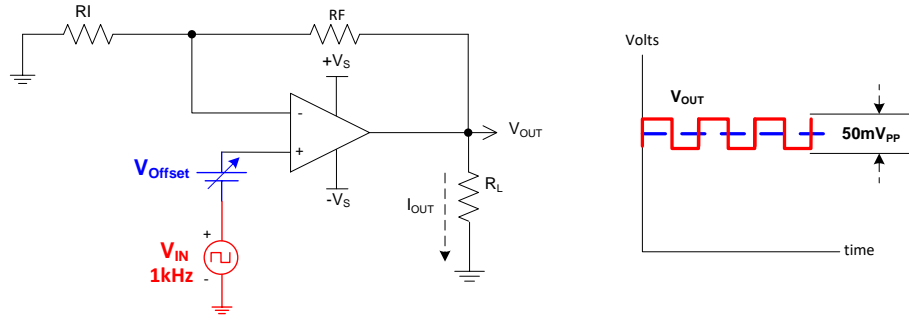 RI
RF
+VS
-
+
-VS
VOUT
VOffset
RL
IOUT
+
VIN
1kHz
-
Volts
VOUT
50mVPP
time